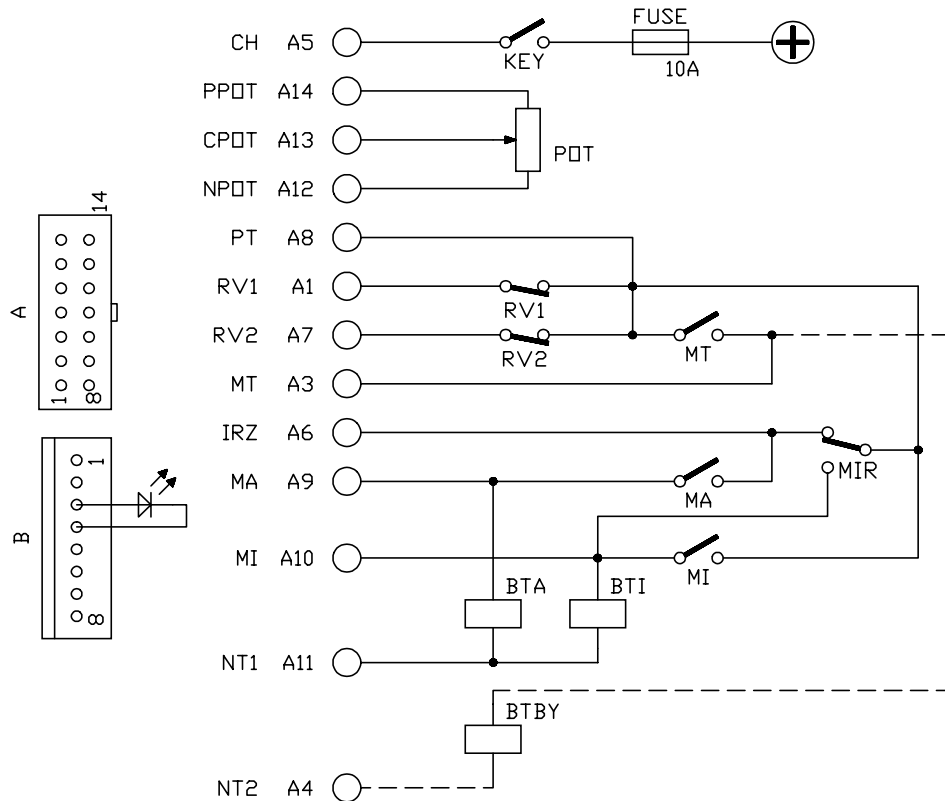 FUSE
CH A5
KEY
10A
PPOT A14
CPOT A13
POT
NPOT A12
14
PT A8
RV1 A1
RV1
A
RV2 A7
RV2
MT
MT A3
1
8
IRZ A6
MIR
1
MA A9
MA
B
MI A10
MI
BTA
BTI
8
NT1 A11
BTBY
NT2 A4